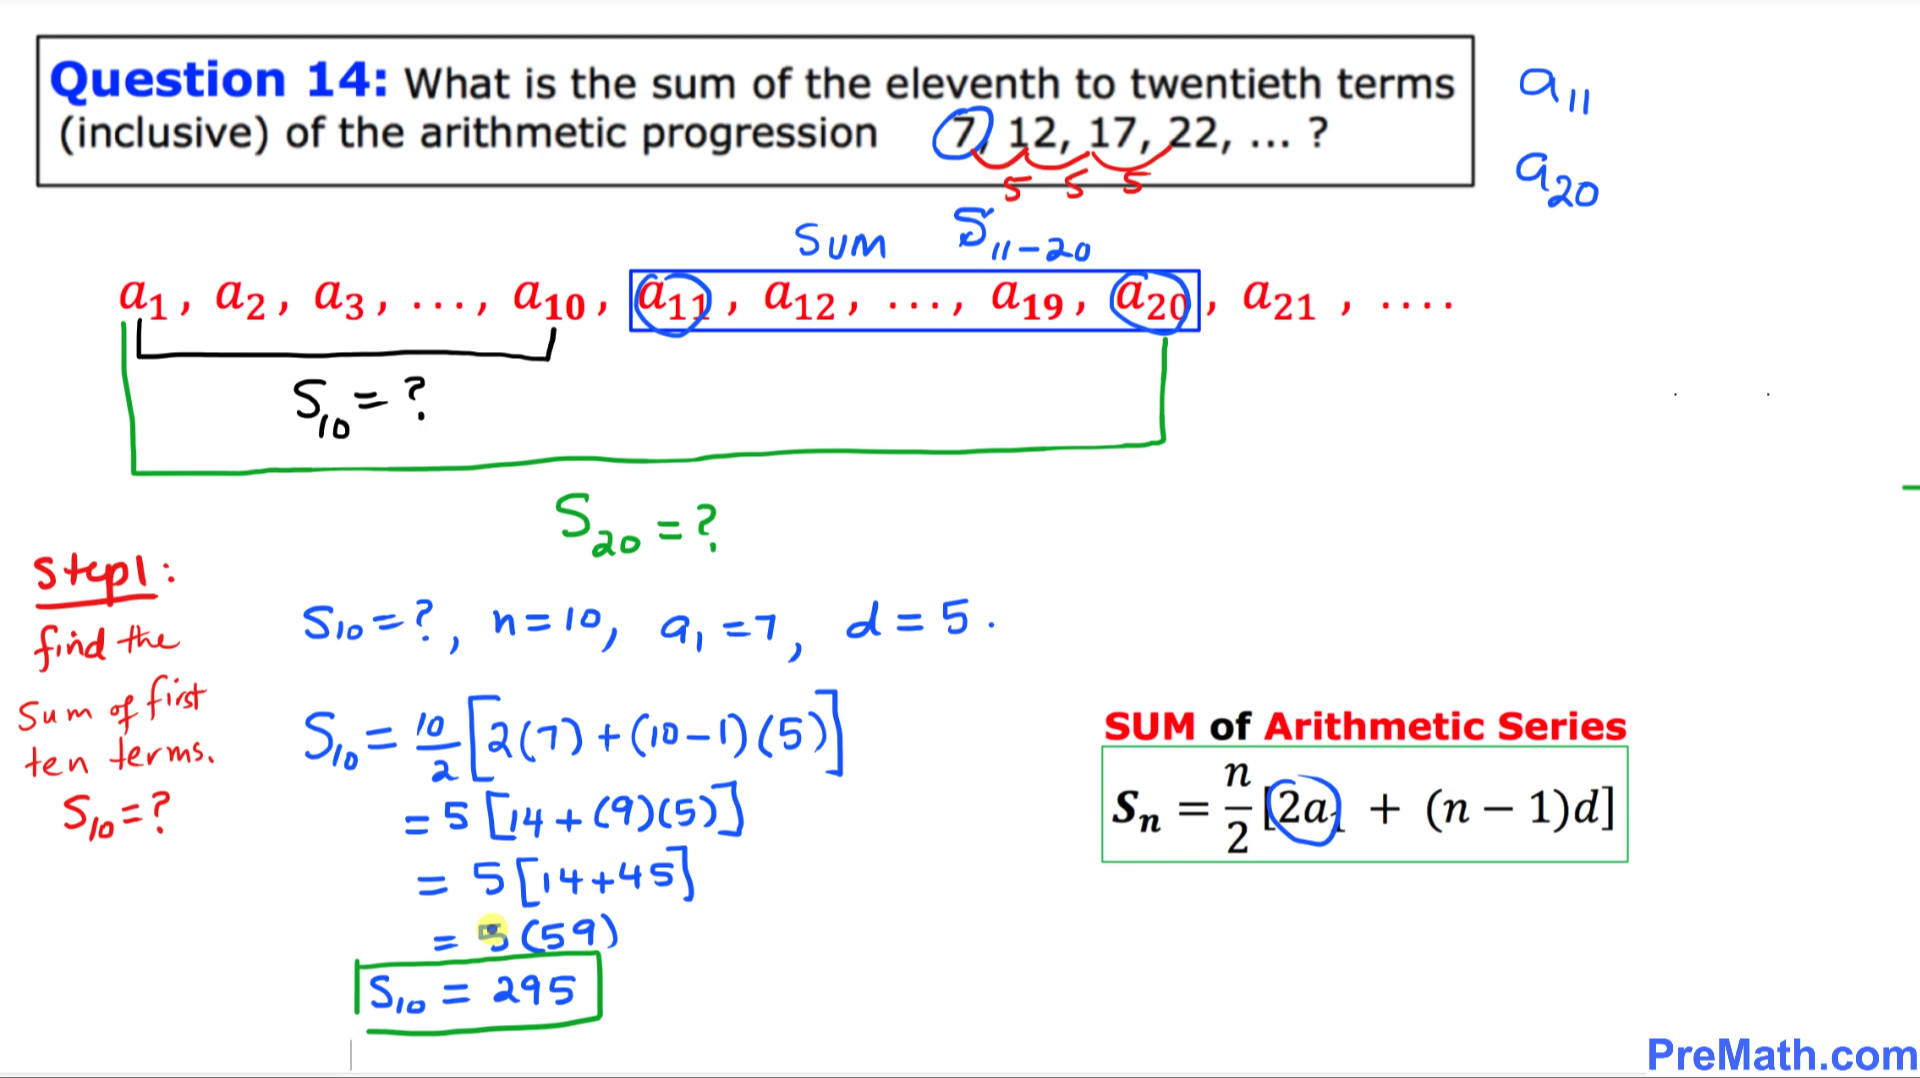 Question 14: What is the sum of the eleventh to twentieth terms
(inclusive) of the arithmetic progression 7, 12, 17, 22, ... ?
5 5 5
a₁₁
a₂₀
SUM S₁₁₋₂₀
a₁, a₂, a₃, ...., a₁₀, a₁₁, a₁₂, ...., a₁₉, a₂₀, a₂₁, ....
S₁₀ = ?
S₂₀ = ?
Step1:
find the
Sum of first
ten terms.
S₁₀ = ?
S₁₀ = ?, n = 10, a₁ = 7, d = 5.
S₁₀ = 10/2 [2(7) + (10 - 1)(5)]
= 5 [14 + (9)(5)]
= 5 [14 + 45]
= 5 (59)
S₁₀ = 295
SUM of Arithmetic Series
Sₙ = n/2 [2a₁ + (n − 1)d]
PreMath.com